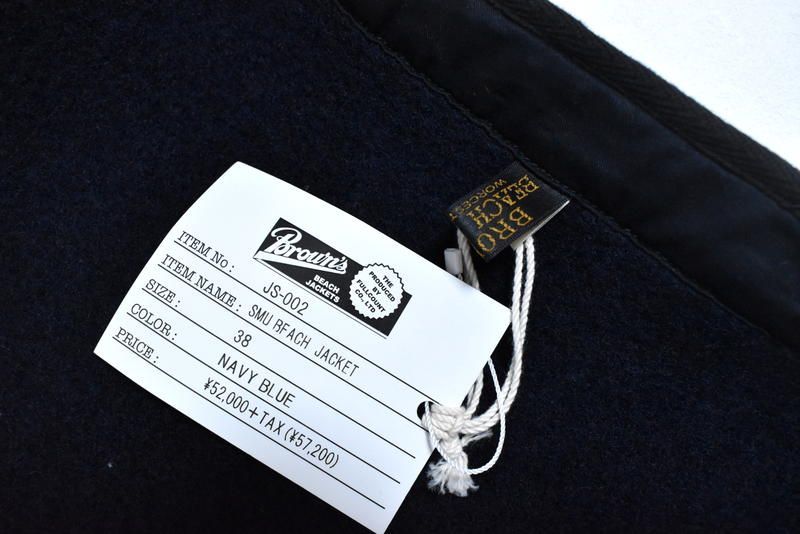 Brown's
BEACH
JACKETS
THE
PRODUCED
BY
FULLCOUNT
CO., LTD
ITEM No.: JS-002
ITEM NAME: SMU BEACH JACKET
SIZE: 38
COLOR: NAVY BLUE
PRICE: ¥52,000+TAX(¥57,200)
BRO
BEACH
WORCE